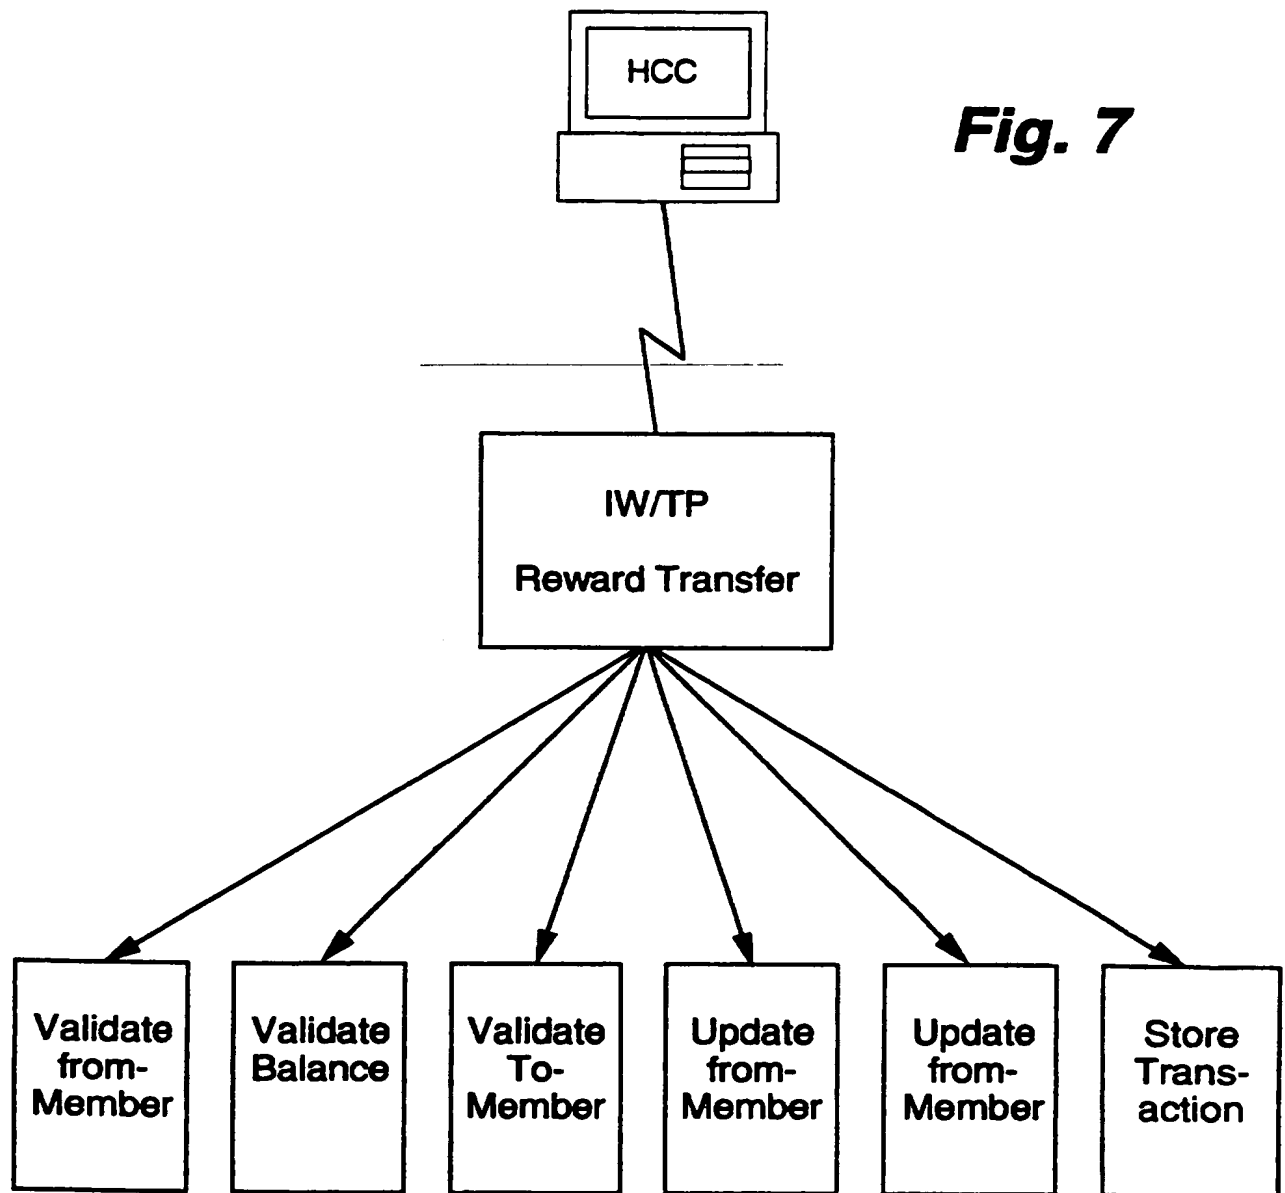 HCC
Fig. 7
IW/TP
Reward Transfer
Validate
from-
Member
Validate
Balance
Validate
To-
Member
Update
from-
Member
Update
from-
Member
Store
Trans-
action